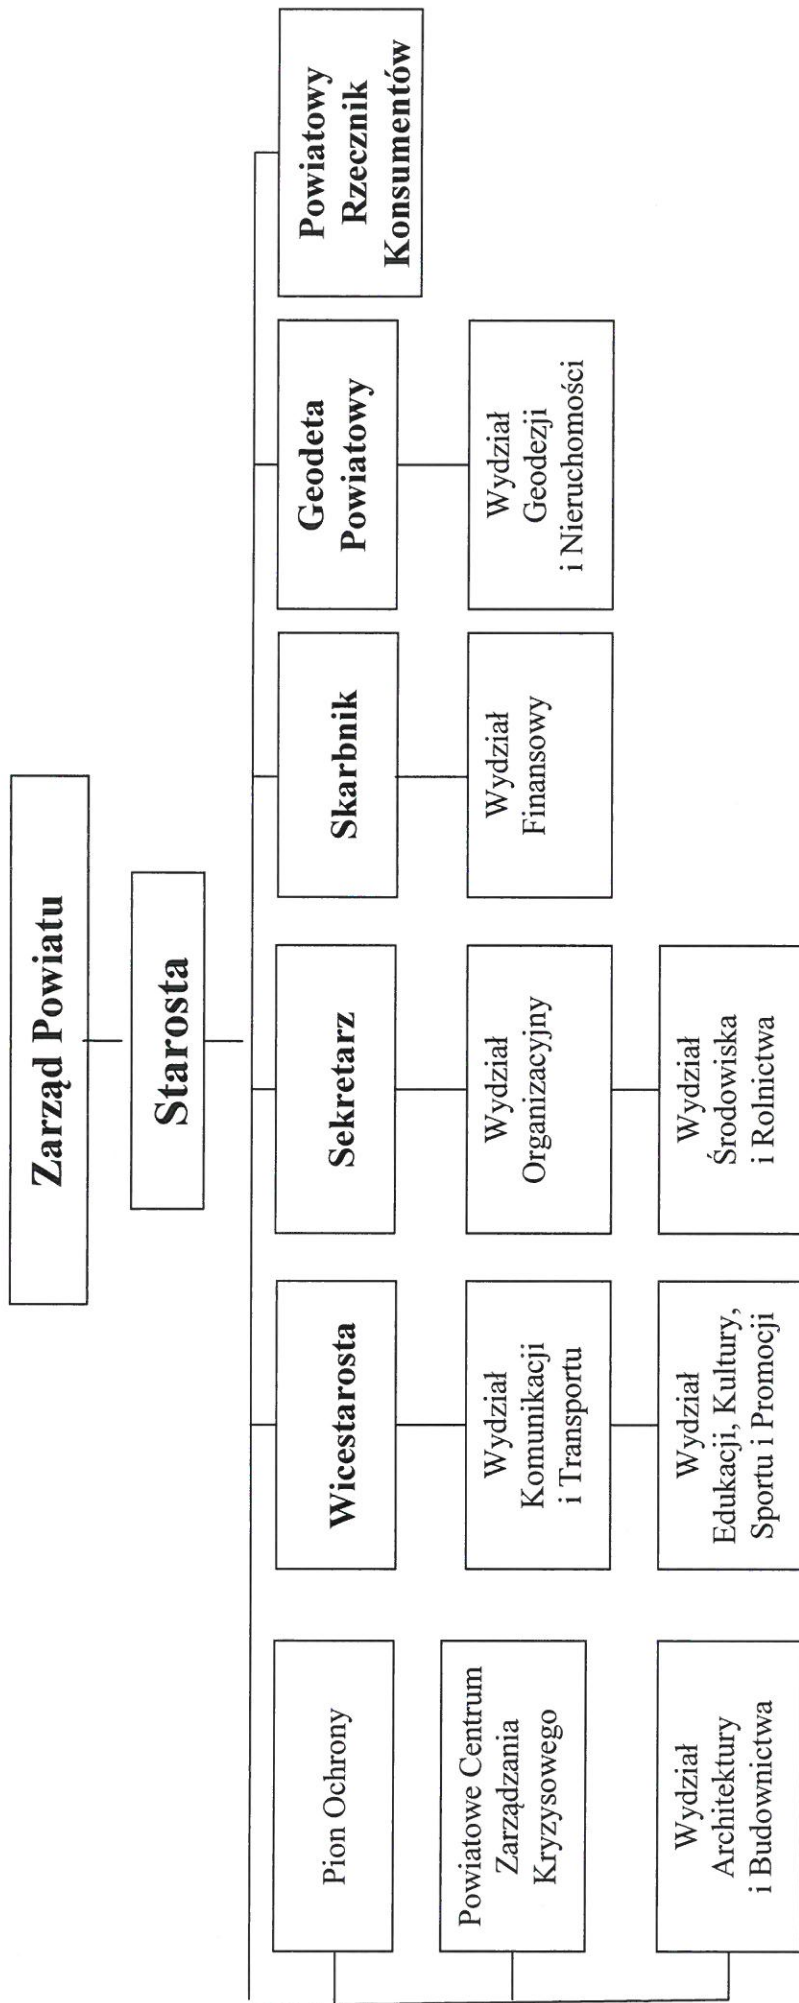 Zarząd Powiatu
Starosta
Pion Ochrony
Powiatowe Centrum
Zarządzania
Kryzysowego
Wydział
Architektury
i Budownictwa
Wicestarosta
Wydział
Komunikacji
i Transportu
Wydział
Edukacji, Kultury,
Sportu i Promocji
Sekretarz
Wydział
Organizacyjny
Wydział
Środowiska
i Rolnictwa
Skarbnik
Wydział
Finansowy
Geodeta
Powiatowy
Wydział
Geodezji
i Nieruchomości
Powiatowy
Rzecznik
Konsumentów